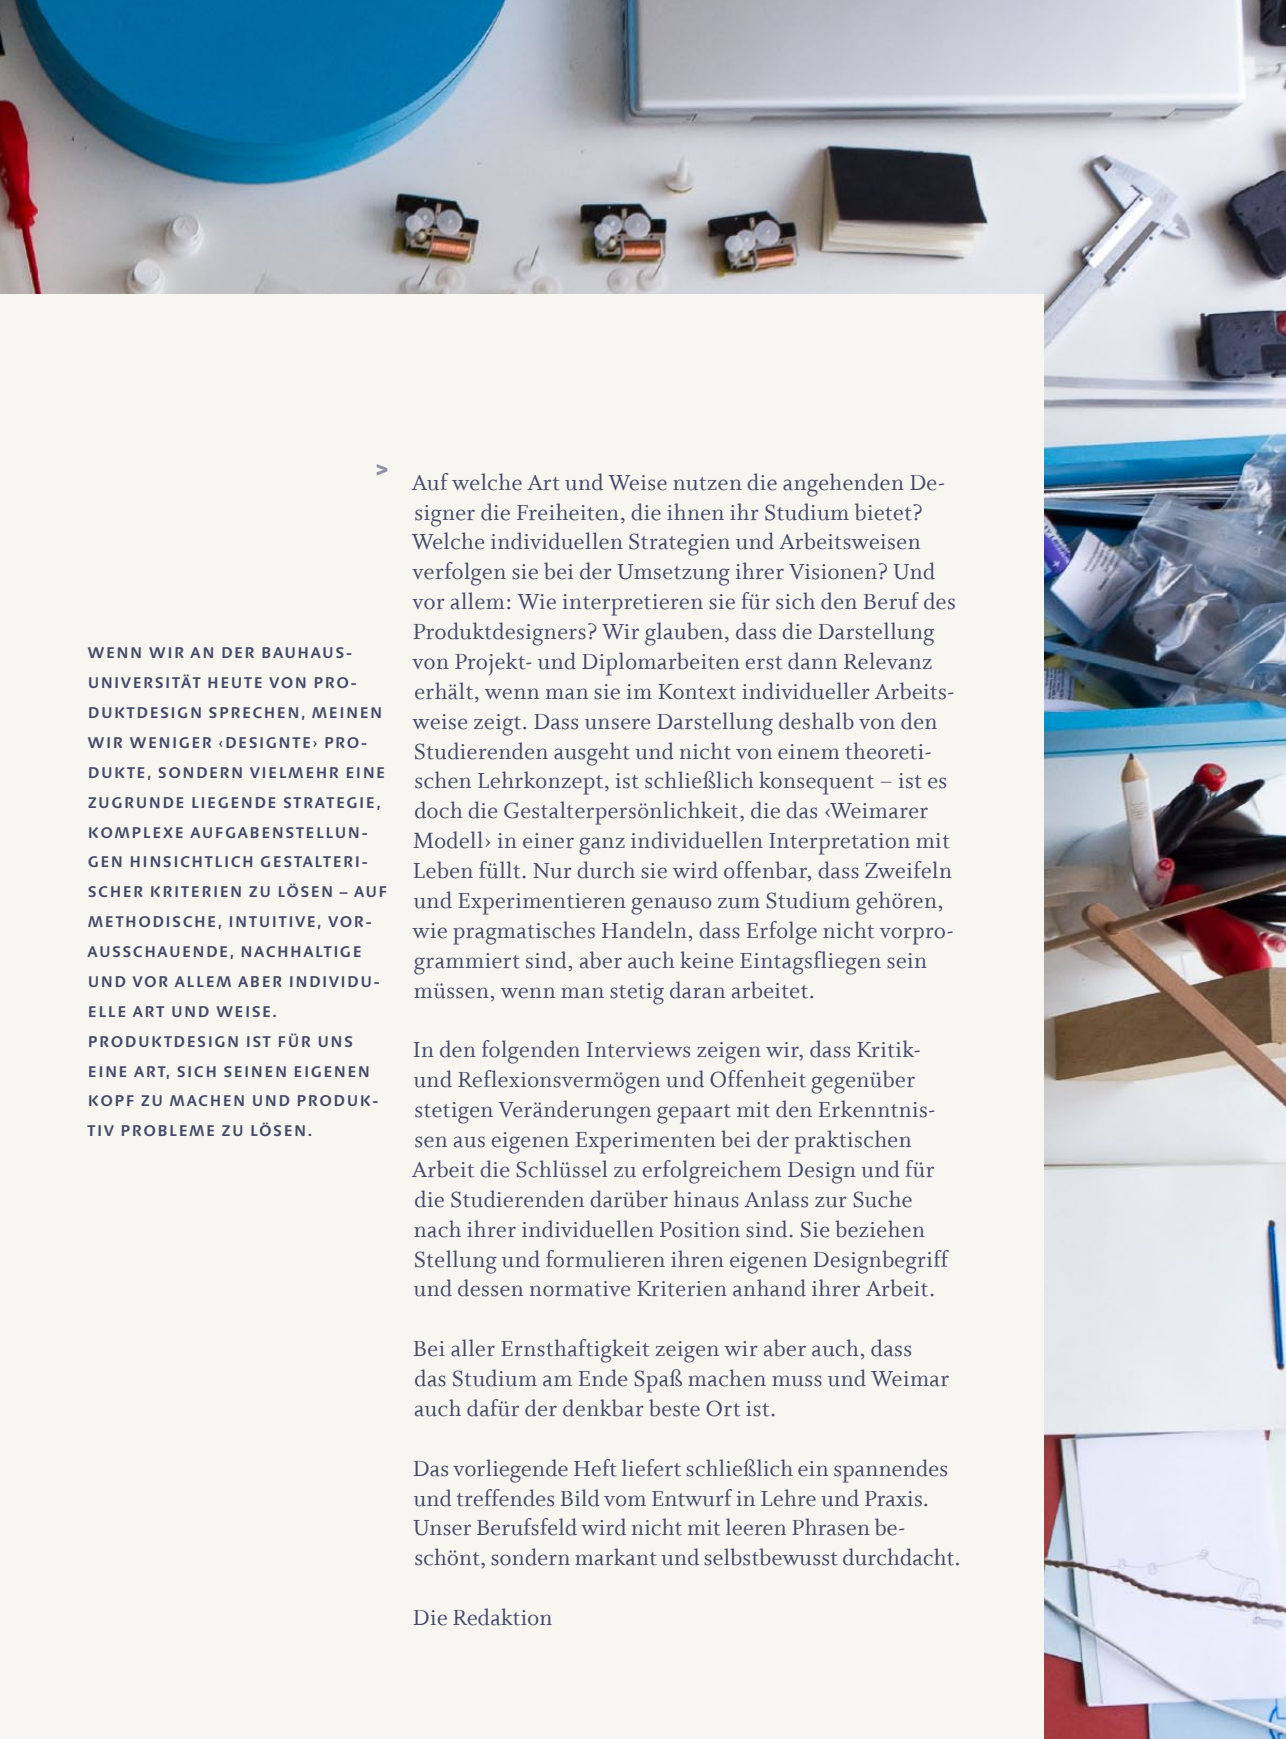 >
Auf welche Art und Weise nutzen die angehenden De-
signer die Freiheiten, die ihnen ihr Studium bietet?
Welche individuellen Strategien und Arbeitsweisen
verfolgen sie bei der Umsetzung ihrer Visionen? Und
vor allem: Wie interpretieren sie für sich den Beruf des
Produktdesigners? Wir glauben, dass die Darstellung
von Projekt- und Diplomarbeiten erst dann Relevanz
erhält, wenn man sie im Kontext individueller Arbeits-
weise zeigt. Dass unsere Darstellung deshalb von den
Studierenden ausgeht und nicht von einem theoreti-
schen Lehrkonzept, ist schließlich konsequent – ist es
doch die Gestalterpersönlichkeit, die das ‹Weimarer
Modell› in einer ganz individuellen Interpretation mit
Leben füllt. Nur durch sie wird offenbar, dass Zweifeln
und Experimentieren genauso zum Studium gehören,
wie pragmatisches Handeln, dass Erfolge nicht vorpro-
grammiert sind, aber auch keine Eintagsfliegen sein
müssen, wenn man stetig daran arbeitet.
In den folgenden Interviews zeigen wir, dass Kritik-
und Reflexionsvermögen und Offenheit gegenüber
stetigen Veränderungen gepaart mit den Erkenntnis-
sen aus eigenen Experimenten bei der praktischen
Arbeit die Schlüssel zu erfolgreichem Design und für
die Studierenden darüber hinaus Anlass zur Suche
nach ihrer individuellen Position sind. Sie beziehen
Stellung und formulieren ihren eigenen Designbegriff
und dessen normative Kriterien anhand ihrer Arbeit.
Bei aller Ernsthaftigkeit zeigen wir aber auch, dass
das Studium am Ende Spaß machen muss und Weimar
auch dafür der denkbar beste Ort ist.
Das vorliegende Heft liefert schließlich ein spannendes
und treffendes Bild vom Entwurf in Lehre und Praxis.
Unser Berufsfeld wird nicht mit leeren Phrasen be-
schönt, sondern markant und selbstbewusst durchdacht.
Die Redaktion
WENN WIR AN DER BAUHAUS-
UNIVERSITÄT HEUTE VON PRO-
DUKTDESIGN SPRECHEN, MEINEN
WIR WENIGER ‹DESIGNTE› PRO-
DUKTE, SONDERN VIELMEHR EINE
ZUGRUNDE LIEGENDE STRATEGIE,
KOMPLEXE AUFGABENSTELLUN-
GEN HINSICHTLICH GESTALTERI-
SCHER KRITERIEN ZU LÖSEN – AUF
METHODISCHE, INTUITIVE, VOR-
AUSSCHAUENDE, NACHHALTIGE
UND VOR ALLEM ABER INDIVIDU-
ELLE ART UND WEISE.
PRODUKTDESIGN IST FÜR UNS
EINE ART, SICH SEINEN EIGENEN
KOPF ZU MACHEN UND PRODUK-
TIV PROBLEME ZU LÖSEN.